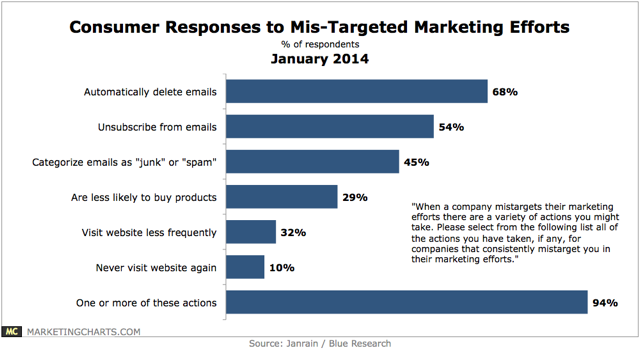 Consumer Responses to Mis-Targeted Marketing Efforts
% of respondents
January 2014
Automatically delete emails 68%
Unsubscribe from emails 54%
Categorize emails as "junk" or "spam" 45%
Are less likely to buy products 29%
Visit website less frequently 32%
Never visit website again 10%
One or more of these actions 94%
"When a company mistargets their marketing
efforts there are a variety of actions you might
take. Please select from the following list all of
the actions you have taken, if any, for
companies that consistently mistarget you in
their marketing efforts."
MC MARKETINGCHARTS.COM
Source: Janrain / Blue Research